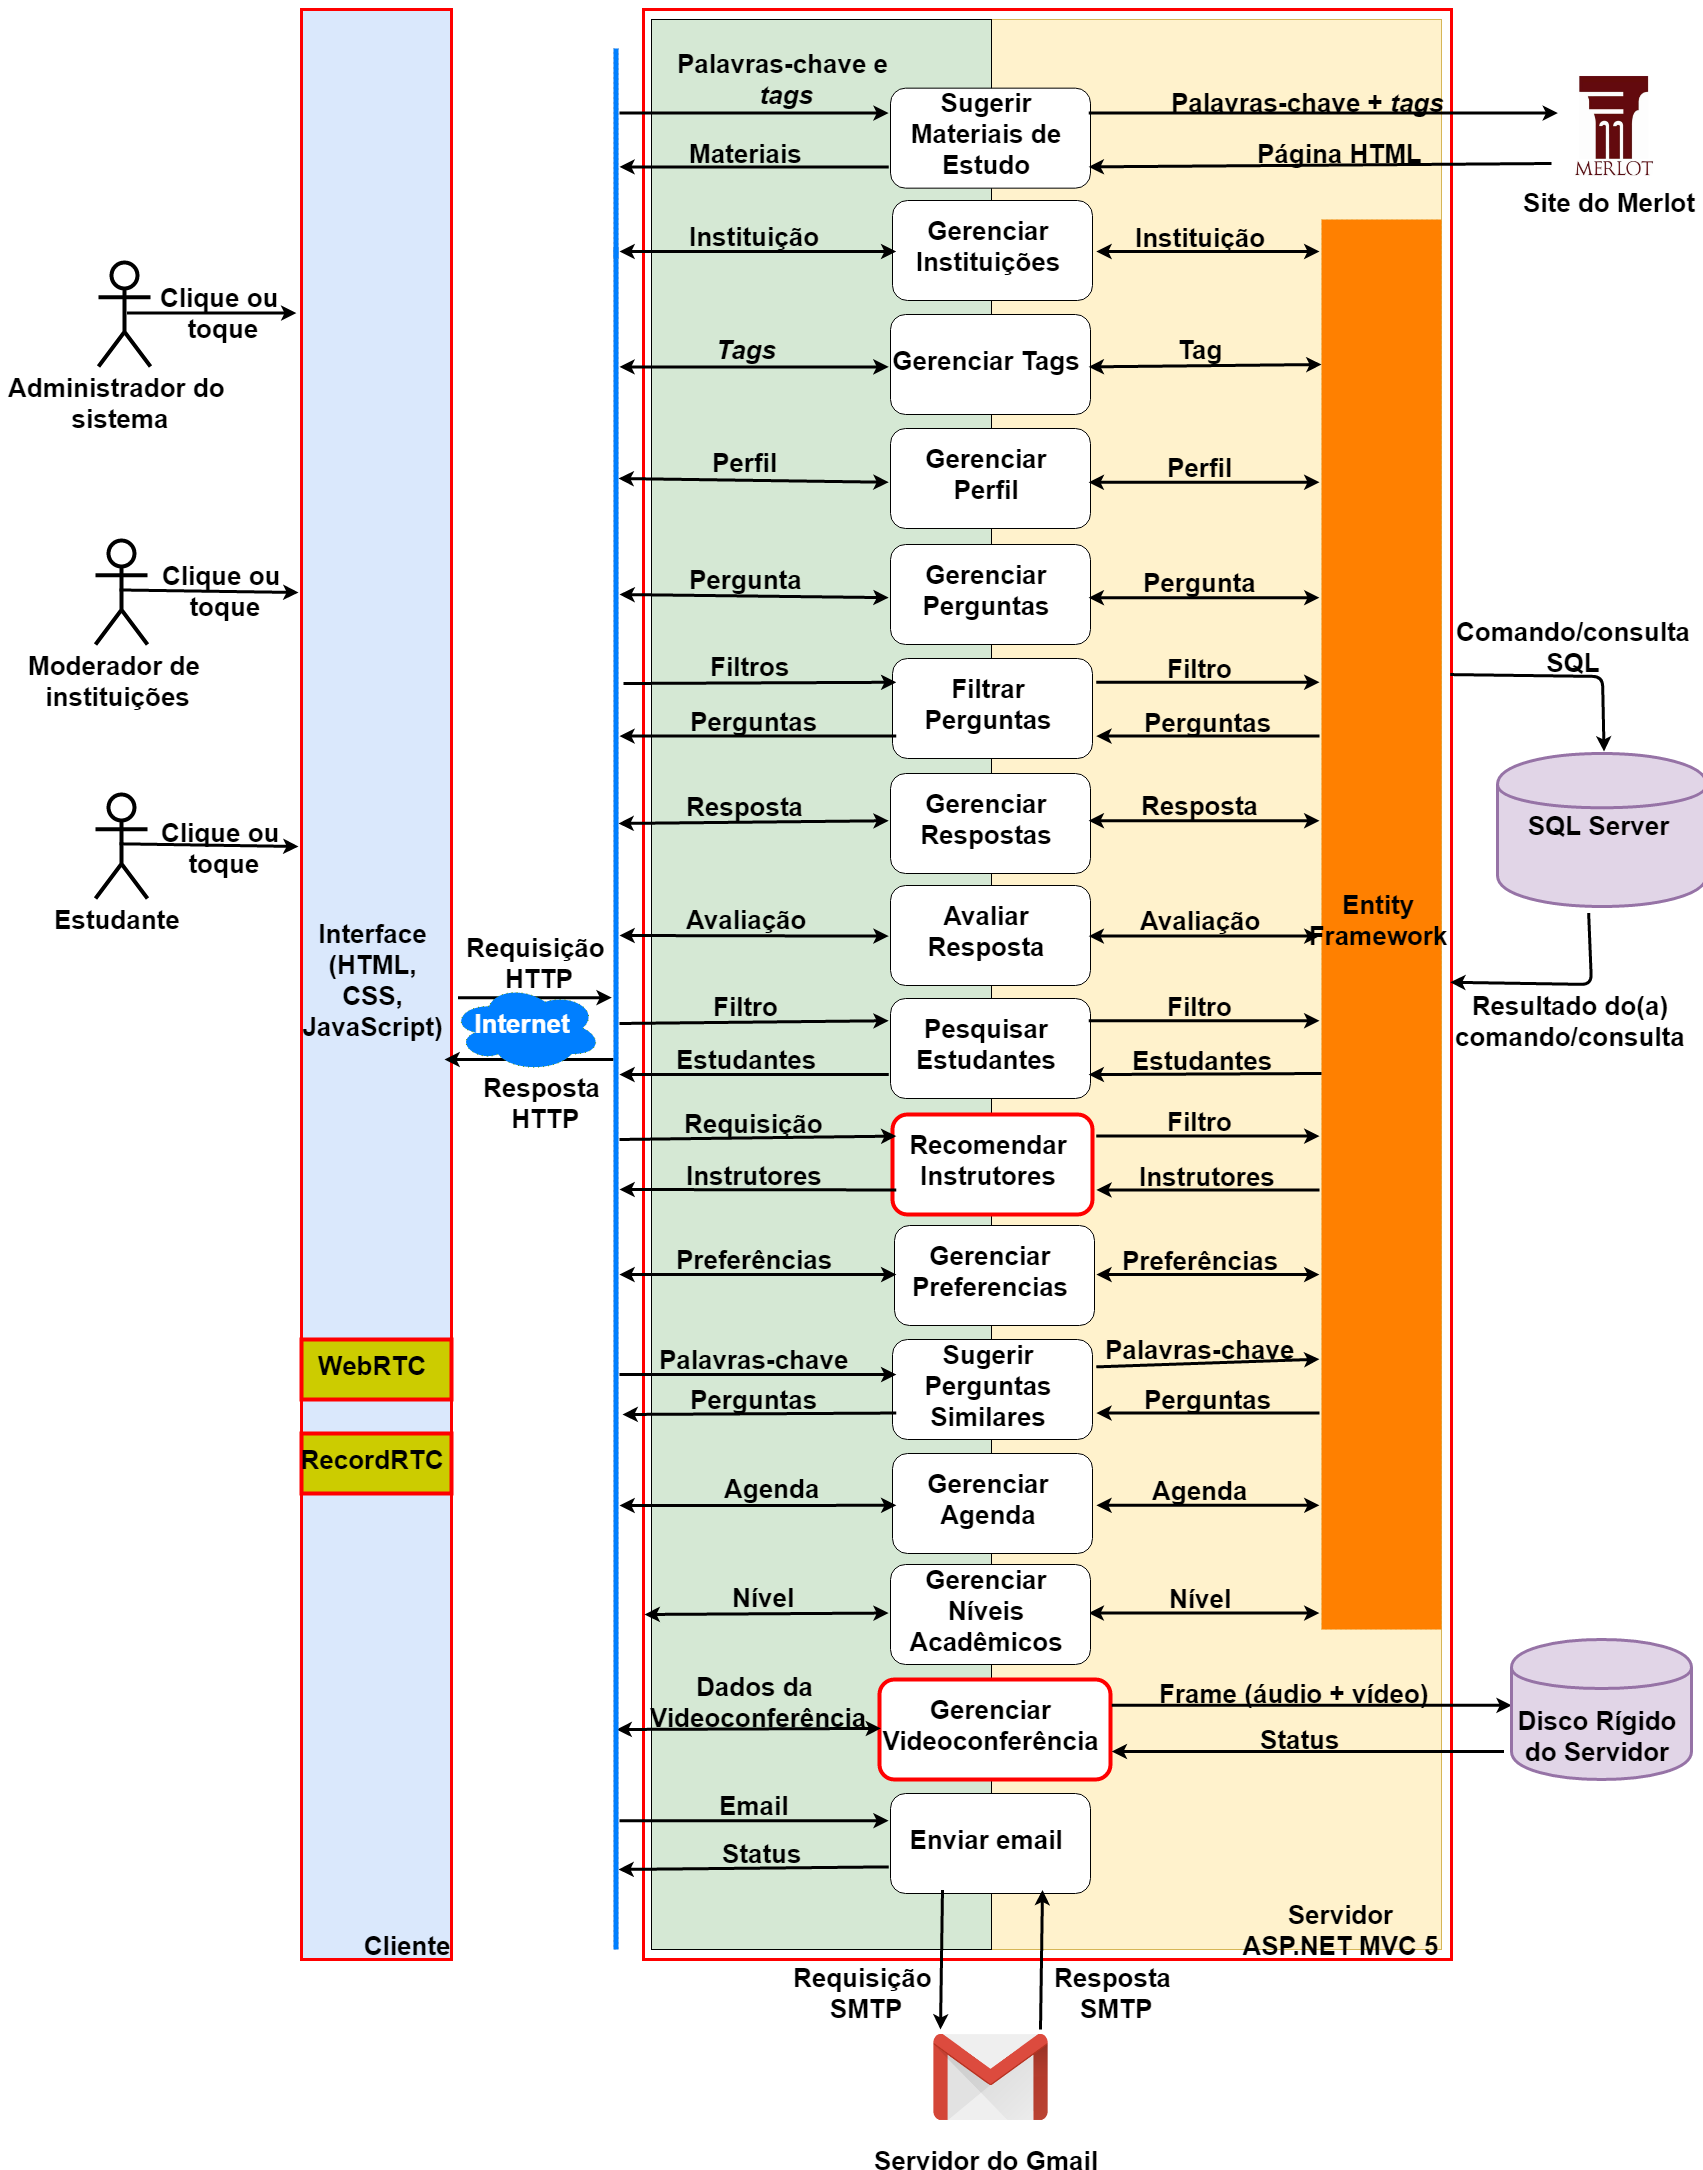 Palavras-chave e
tags
Sugerir
Materiais de
Estudo
Palavras-chave + tags
Materiais
Página HTML
MERLOT
Site do Merlot
Instituição
Gerenciar
Instituições
Instituição
Clique ou
toque
Administrador do
sistema
Tags
Gerenciar Tags
Tag
Perfil
Gerenciar
Perfil
Perfil
Clique ou
toque
Moderador de
instituições
Pergunta
Gerenciar
Perguntas
Pergunta
Comando/consulta
SQL
Filtros
Filtrar
Perguntas
Filtro
Perguntas
Perguntas
Clique ou
toque
Estudante
Resposta
Gerenciar
Respostas
Resposta
SQL Server
Interface
(HTML,
CSS,
JavaScript)
Requisição
HTTP
Internet
Resposta
HTTP
Avaliação
Avaliar
Resposta
Avaliação
Entity
Framework
Filtro
Pesquisar
Estudantes
Filtro
Estudantes
Estudantes
Resultado do(a)
comando/consulta
Requisição
Recomendar
Instrutores
Filtro
Instrutores
Instrutores
Preferências
Gerenciar
Preferencias
Preferências
WebRTC
Palavras-chave
Sugerir
Perguntas
Similares
Palavras-chave
Perguntas
Perguntas
RecordRTC
Agenda
Gerenciar
Agenda
Agenda
Nível
Gerenciar
Níveis
Acadêmicos
Nível
Dados da
Videoconferência
Gerenciar
Videoconferência
Frame (áudio + vídeo)
Status
Disco Rígido
do Servidor
Email
Enviar email
Status
Cliente
Servidor
ASP.NET MVC 5
Requisição
SMTP
Resposta
SMTP
Servidor do Gmail